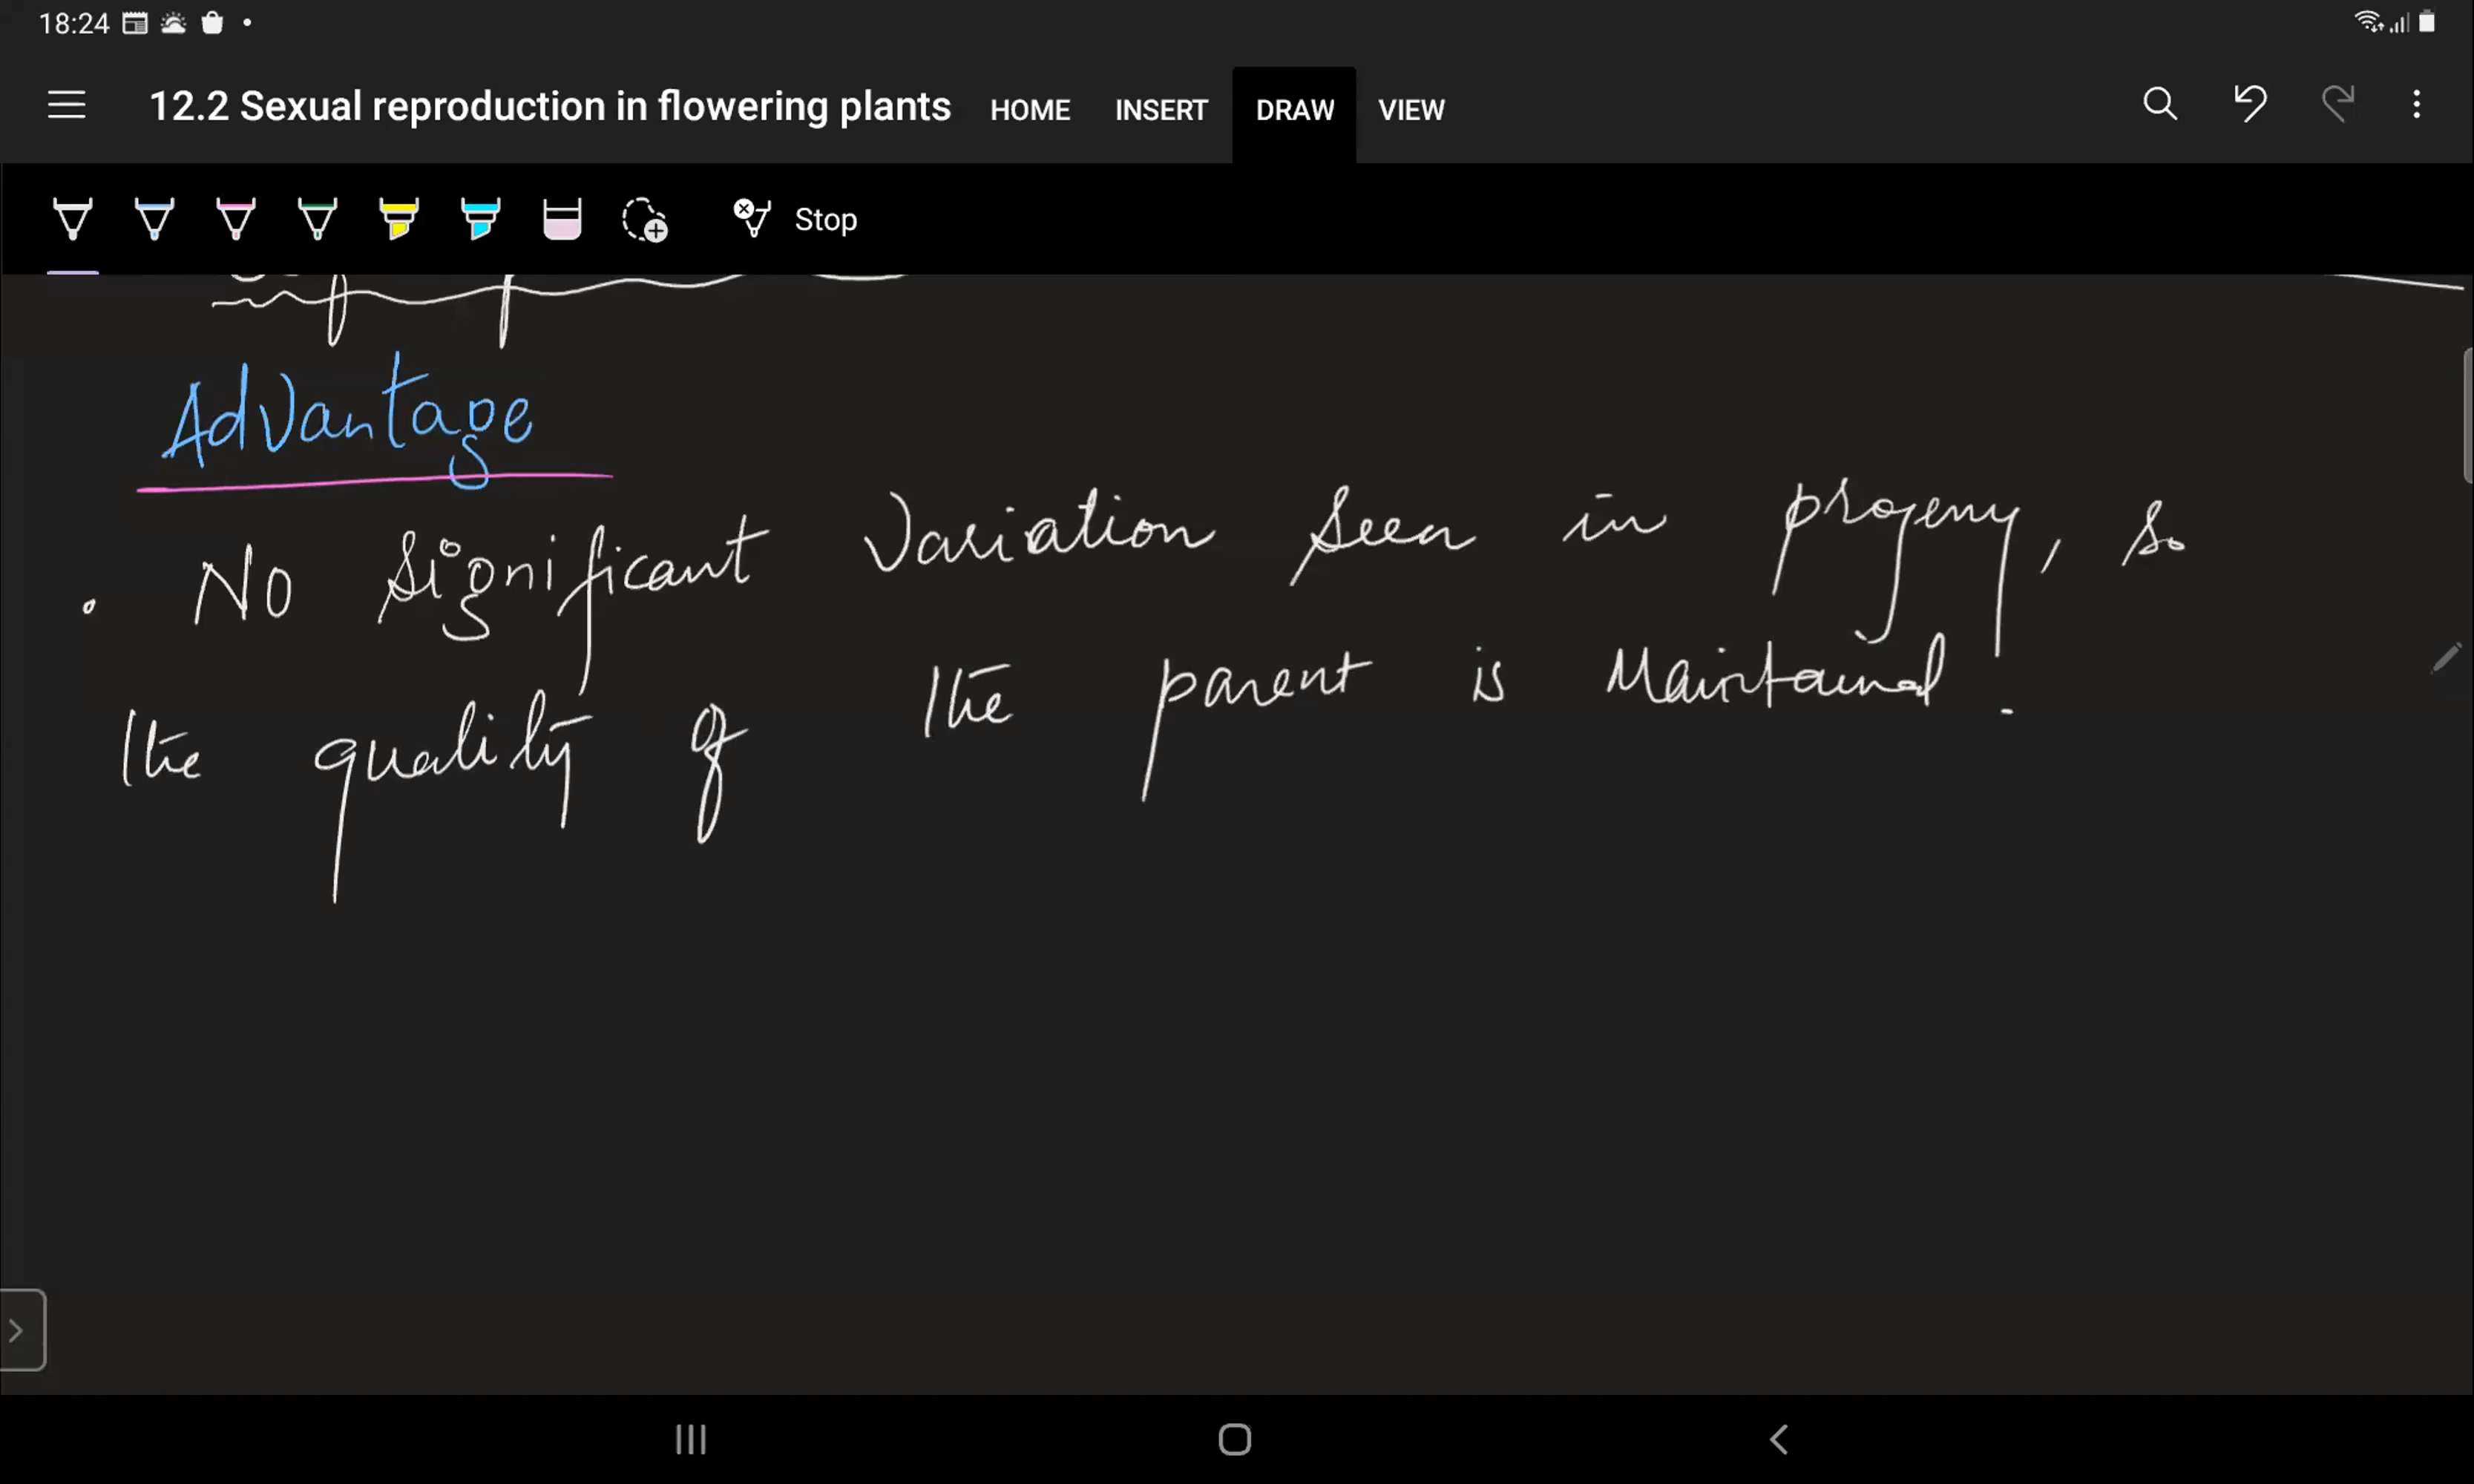 18:24
12.2 Sexual reproduction in flowering plants HOME INSERT DRAW VIEW
Stop
Advantage
. No significant variation seen in progeny, so
the quality of the parent is Maintained.